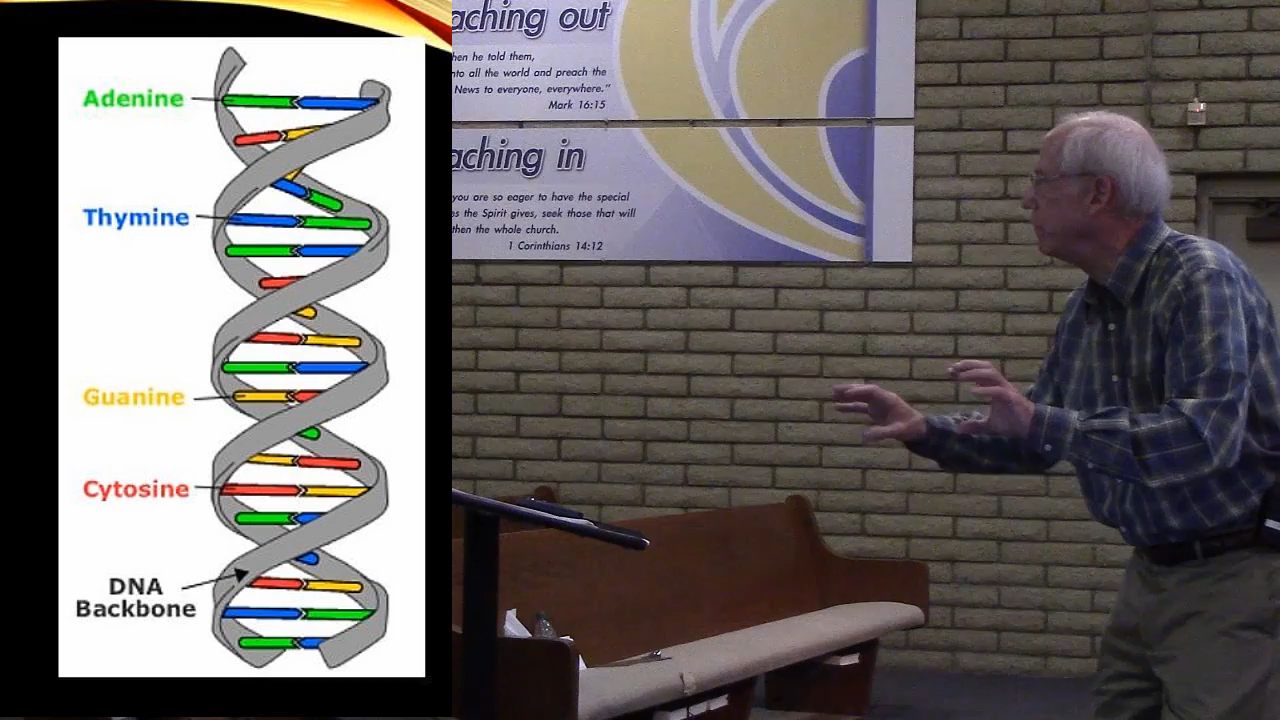 Adenine
Thymine
Guanine
Cytosine
DNA
Backbone
aching out
hen he told them,
nto all the world and preach the
News to everyone, everywhere."
Mark 16:15
aching in
you are so eager to have the special
s the Spirit gives, seek those that will
then the whole church.
1 Corinthians 14:12